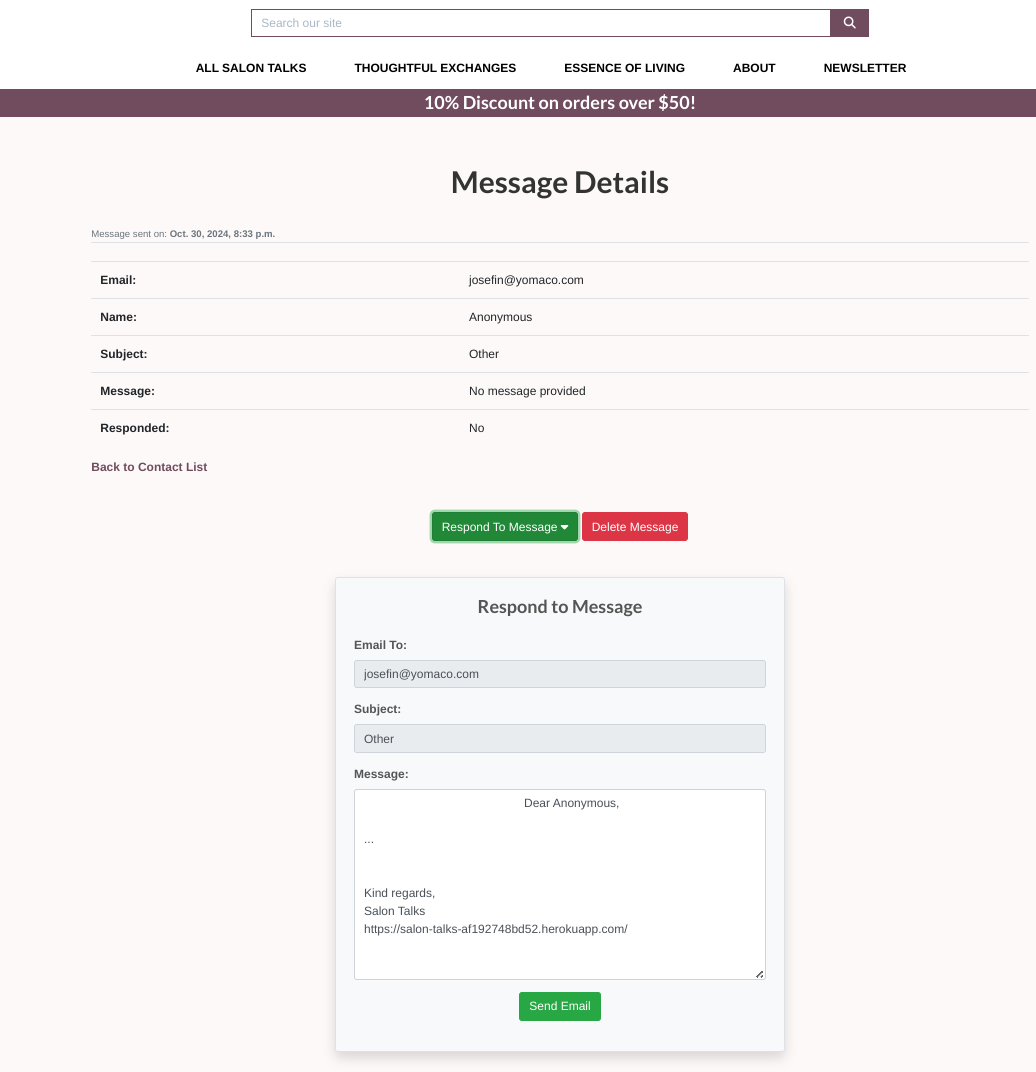 Search our site
ALL SALON TALKS THOUGHTFUL EXCHANGES ESSENCE OF LIVING ABOUT NEWSLETTER
10% Discount on orders over $50!
Message Details
Message sent on: Oct. 30, 2024, 8:33 p.m.
Email: josefin@yomaco.com
Name: Anonymous
Subject: Other
Message: No message provided
Responded: No
Back to Contact List
Respond To Message Delete Message
Respond to Message
Email To:
josefin@yomaco.com
Subject:
Other
Message:
Dear Anonymous,
...
Kind regards,
Salon Talks
https://salon-talks-af192748bd52.herokuapp.com/
Send Email